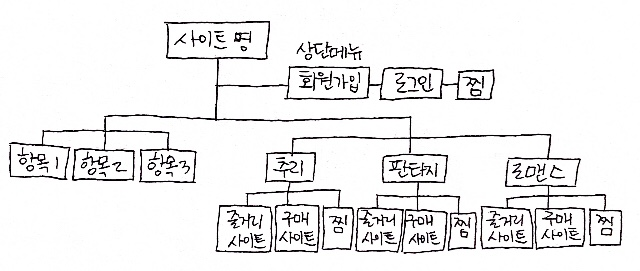 사이트 명
상단메뉴
회원가입
로그인
찜
항목1
항목2
항목3
추리
판타지
로맨스
줄거리
사이트
구매
사이트
찜
줄거리
사이트
구매
사이트
찜
줄거리
사이트
구매
사이트
찜